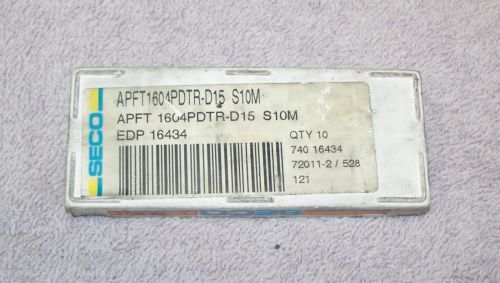 SECO
APFT1604PDTR-D15 S10M
APFT 1604PDTR-D15 S10M
EDP 16434
QTY 10
740 16434
72011-2 / 528
121